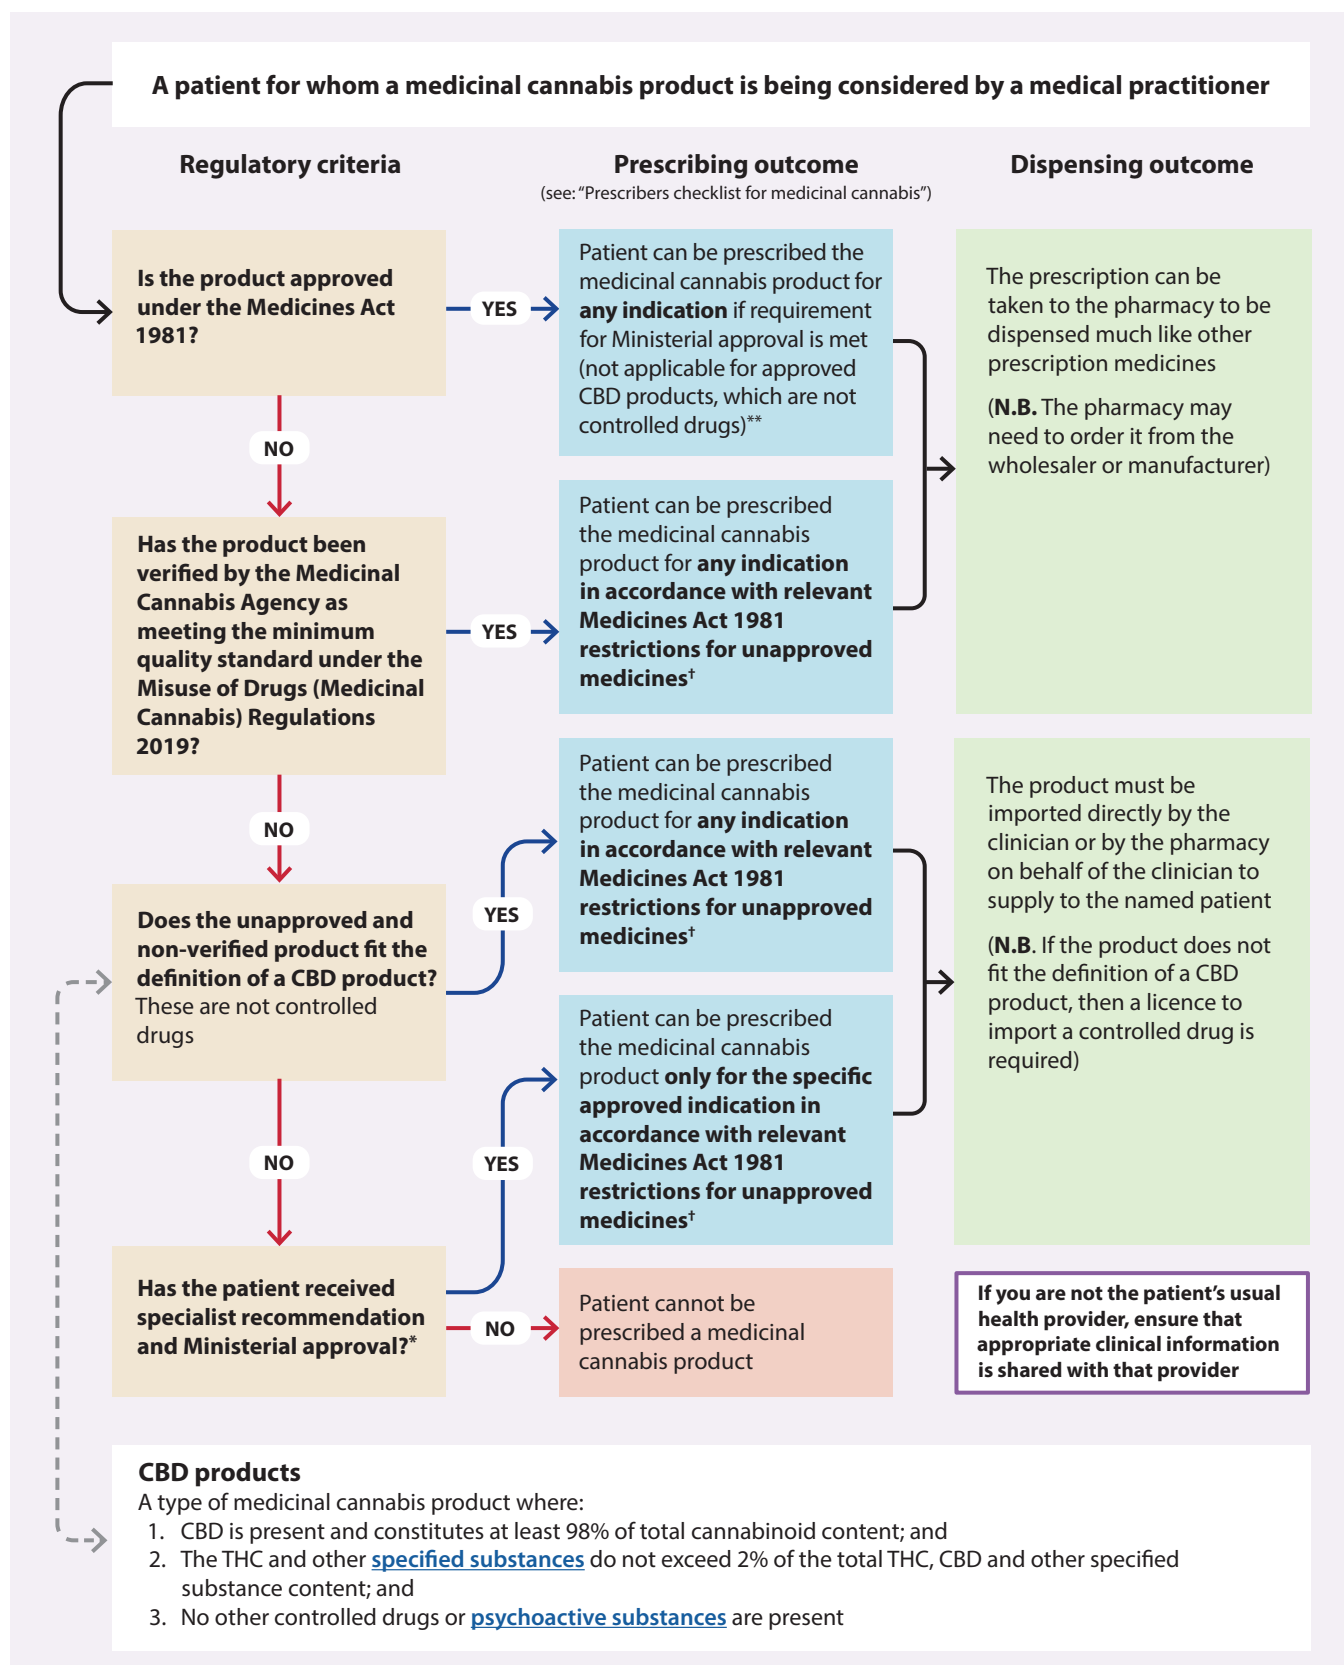 A patient for whom a medicinal cannabis product is being considered by a medical practitioner
Regulatory criteria
Prescribing outcome
(see: “Prescribers checklist for medicinal cannabis”)
Dispensing outcome
Is the product approved
under the Medicines Act
1981?
YES
Patient can be prescribed the
medicinal cannabis product for
any indication if requirement
for Ministerial approval is met
(not applicable for approved
CBD products, which are not
controlled drugs)**
The prescription can be
taken to the pharmacy to be
dispensed much like other
prescription medicines
(N.B. The pharmacy may
need to order it from the
wholesaler or manufacturer)
NO
Has the product been
verified by the Medicinal
Cannabis Agency as
meeting the minimum
quality standard under the
Misuse of Drugs (Medicinal
Cannabis) Regulations
2019?
YES
Patient can be prescribed
the medicinal cannabis
product for any indication
in accordance with relevant
Medicines Act 1981
restrictions for unapproved
medicines†
NO
Does the unapproved and
non-verified product fit the
definition of a CBD product?
These are not controlled
drugs
YES
Patient can be prescribed
the medicinal cannabis
product for any indication
in accordance with relevant
Medicines Act 1981
restrictions for unapproved
medicines†
The product must be
imported directly by the
clinician or by the pharmacy
on behalf of the clinician to
supply to the named patient
(N.B. If the product does not
fit the definition of a CBD
product, then a licence to
import a controlled drug is
required)
NO
YES
Patient can be prescribed
the medicinal cannabis
product only for the specific
approved indication in
accordance with relevant
Medicines Act 1981
restrictions for unapproved
medicines†
Has the patient received
specialist recommendation
and Ministerial approval?*
NO
Patient cannot be
prescribed a medicinal
cannabis product
If you are not the patient’s usual
health provider, ensure that
appropriate clinical information
is shared with that provider
CBD products
A type of medicinal cannabis product where:
1. CBD is present and constitutes at least 98% of total cannabinoid content; and
2. The THC and other specified substances do not exceed 2% of the total THC, CBD and other specified
substance content; and
3. No other controlled drugs or psychoactive substances are present